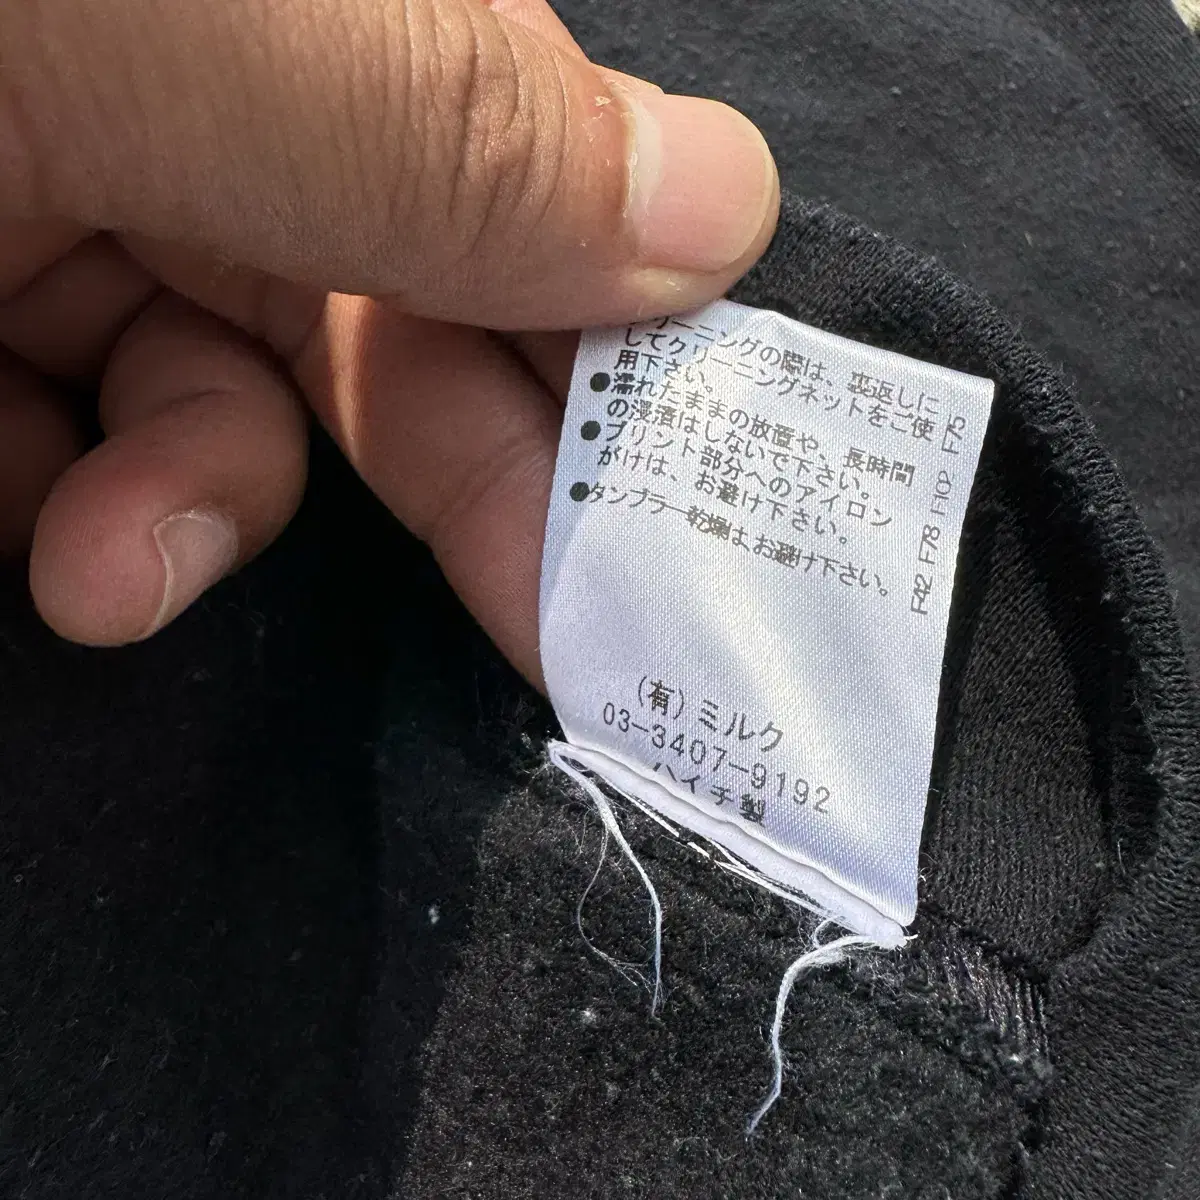 リーニングの際は、裏返しに
してクリーニングネットをご使
用下さい。
●濡れたままの放置や、長時間
の浸漬はしないで下さい。
●プリント部分へのアイロン
がけは、お避け下さい。
●タンブラー乾燥はお避け下さい。
(有)ミルク
03-3407-9192
ハイチ製
F42 F78 F102 F75